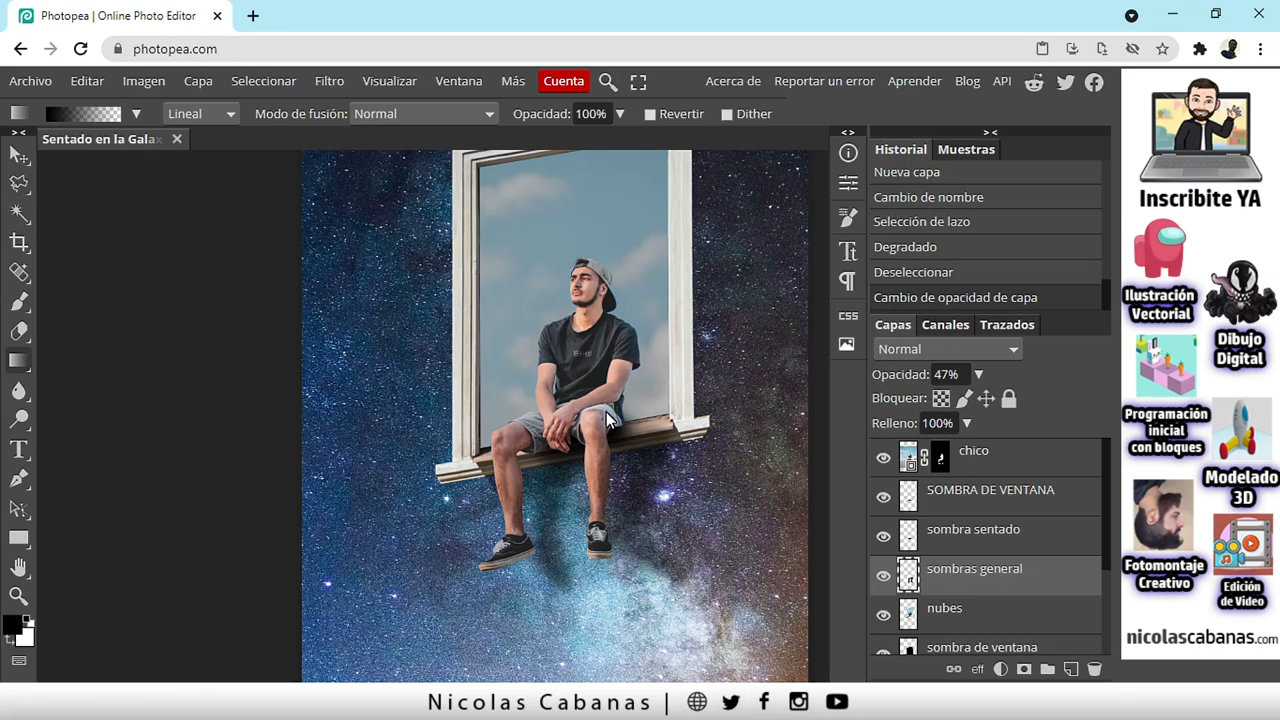 Photopea | Online Photo Editor
photopea.com
Archivo Editar Imagen Capa Seleccionar Filtro Visualizar Ventana Más Cuenta Acerca de Reportar un error Aprender Blog API
Lineal Modo de fusión: Normal Opacidad: 100% Revertir Dither
Sentado en la Gala
Historial Muestras
Nueva capa
Cambio de nombre
Selección de lazo
Degradado
Deseleccionar
Cambio de opacidad de capa
CSS
Capas Canales Trazados
Normal
Opacidad: 47%
Bloquear:
Relleno: 100%
chico
SOMBRA DE VENTANA
sombra sentado
sombras general
nubes
sombra de ventana
eff
Inscribite YA
Ilustración
Vectorial
Dibujo
Digital
Programación
inicial
con bloques
Modelado
3D
Fotomontaje
Creativo
Edición
de Video
nicolascabanas.com
Nicolas Cabanas |